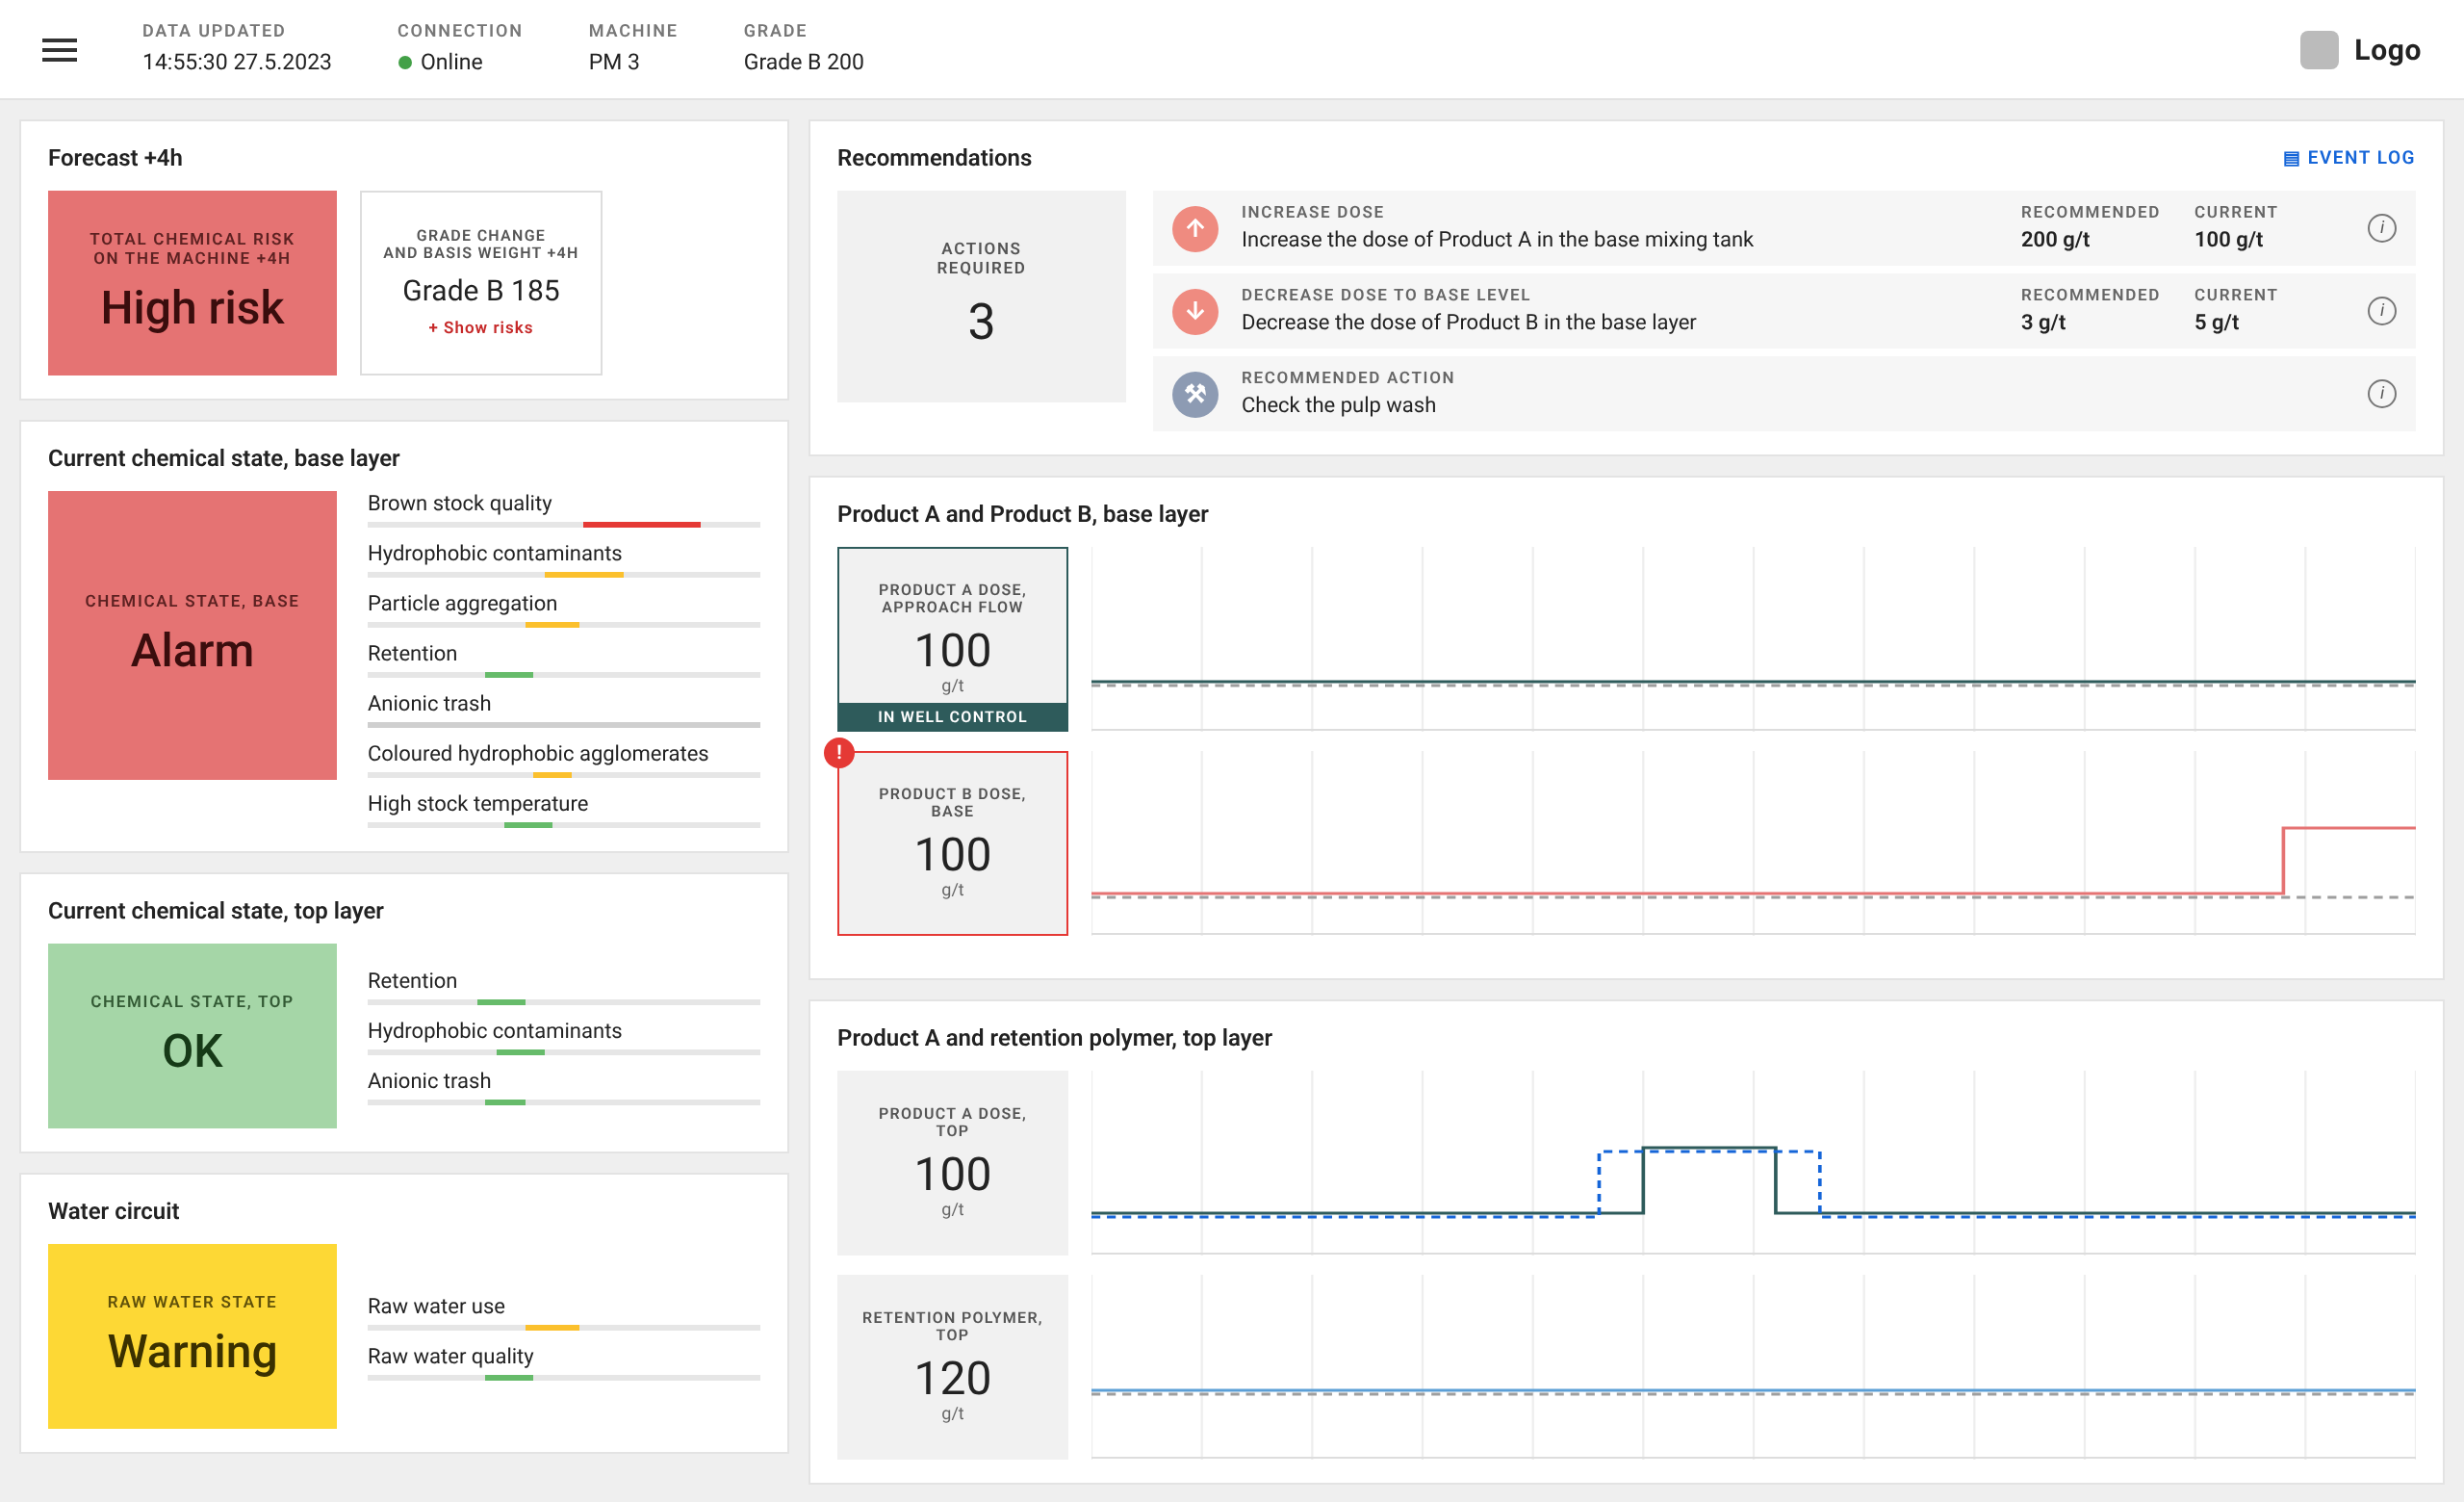 DATA UPDATED
14:55:30 27.5.2023
CONNECTION
Online
MACHINE
PM 3
GRADE
Grade B 200
Logo
Forecast +4h
TOTAL CHEMICAL RISK
ON THE MACHINE +4H
High risk
GRADE CHANGE
AND BASIS WEIGHT +4H
Grade B 185
+ Show risks
Current chemical state, base layer
CHEMICAL STATE, BASE
Alarm
Brown stock quality
Hydrophobic contaminants
Particle aggregation
Retention
Anionic trash
Coloured hydrophobic agglomerates
High stock temperature
Current chemical state, top layer
CHEMICAL STATE, TOP
OK
Retention
Hydrophobic contaminants
Anionic trash
Water circuit
RAW WATER STATE
Warning
Raw water use
Raw water quality
Recommendations
EVENT LOG
ACTIONS
REQUIRED
3
INCREASE DOSE
Increase the dose of Product A in the base mixing tank
RECOMMENDED
200 g/t
CURRENT
100 g/t
i
DECREASE DOSE TO BASE LEVEL
Decrease the dose of Product B in the base layer
RECOMMENDED
3 g/t
CURRENT
5 g/t
i
RECOMMENDED ACTION
Check the pulp wash
i
Product A and Product B, base layer
PRODUCT A DOSE,
APPROACH FLOW
100
g/t
IN WELL CONTROL
!
PRODUCT B DOSE,
BASE
100
g/t
Product A and retention polymer, top layer
PRODUCT A DOSE,
TOP
100
g/t
RETENTION POLYMER,
TOP
120
g/t